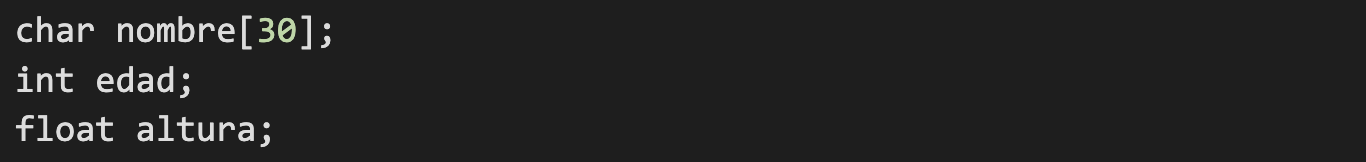 char nombre[30];
int edad;
float altura;